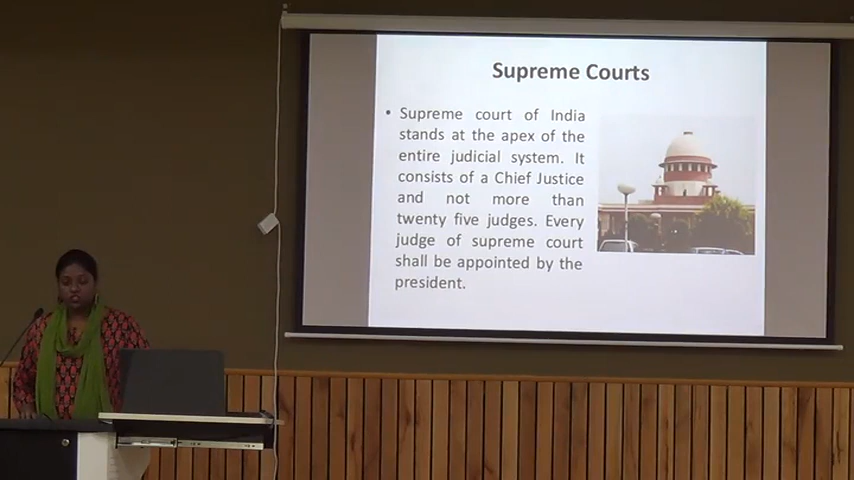 Supreme Courts
• Supreme court of India
stands at the apex of the
entire judicial system. It
consists of a Chief Justice
and not more than
twenty five judges. Every
judge of supreme court
shall be appointed by the
president.